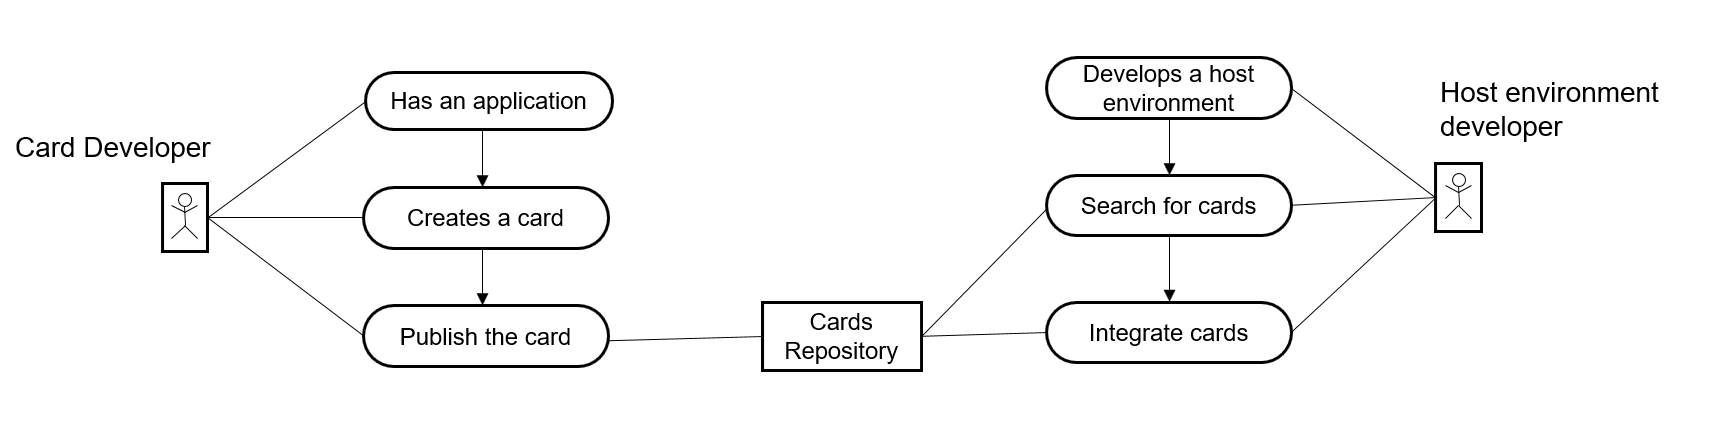 Card Developer
Has an application
Creates a card
Publish the card
Cards
Repository
Develops a host
environment
Search for cards
Integrate cards
Host environment
developer